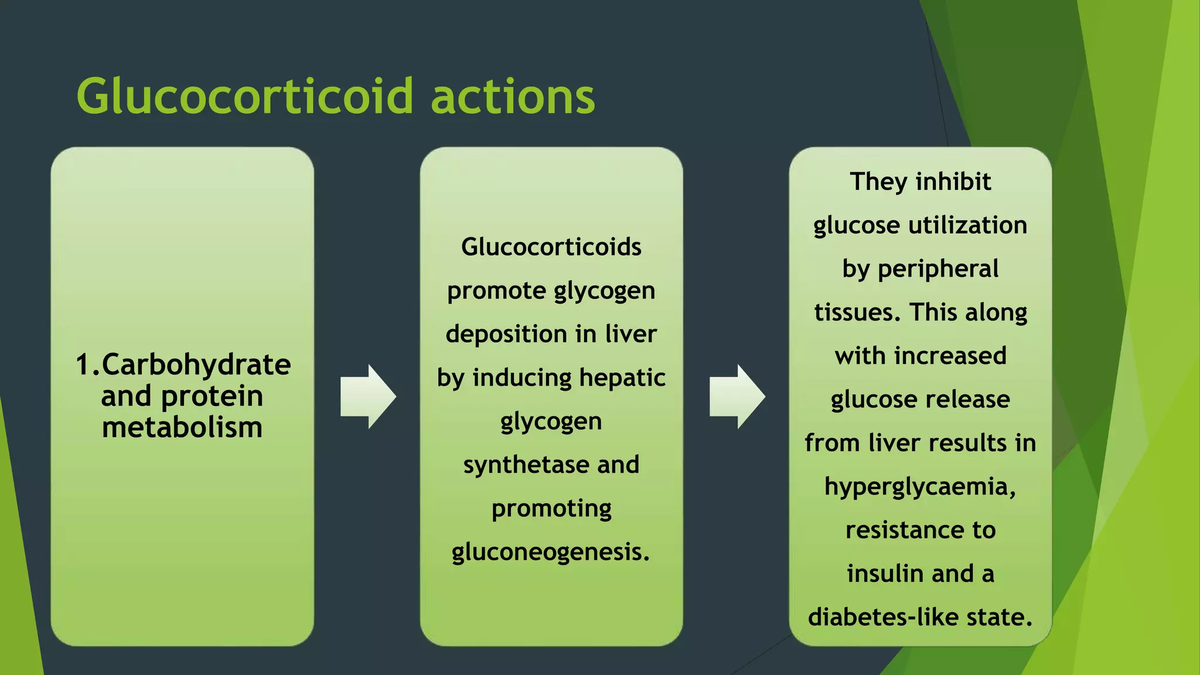 Glucocorticoid actions
1.Carbohydrate
and protein
metabolism
Glucocorticoids
promote glycogen
deposition in liver
by inducing hepatic
glycogen
synthetase and
promoting
gluconeogenesis.
They inhibit
glucose utilization
by peripheral
tissues. This along
with increased
glucose release
from liver results in
hyperglycaemia,
resistance to
insulin and a
diabetes-like state.